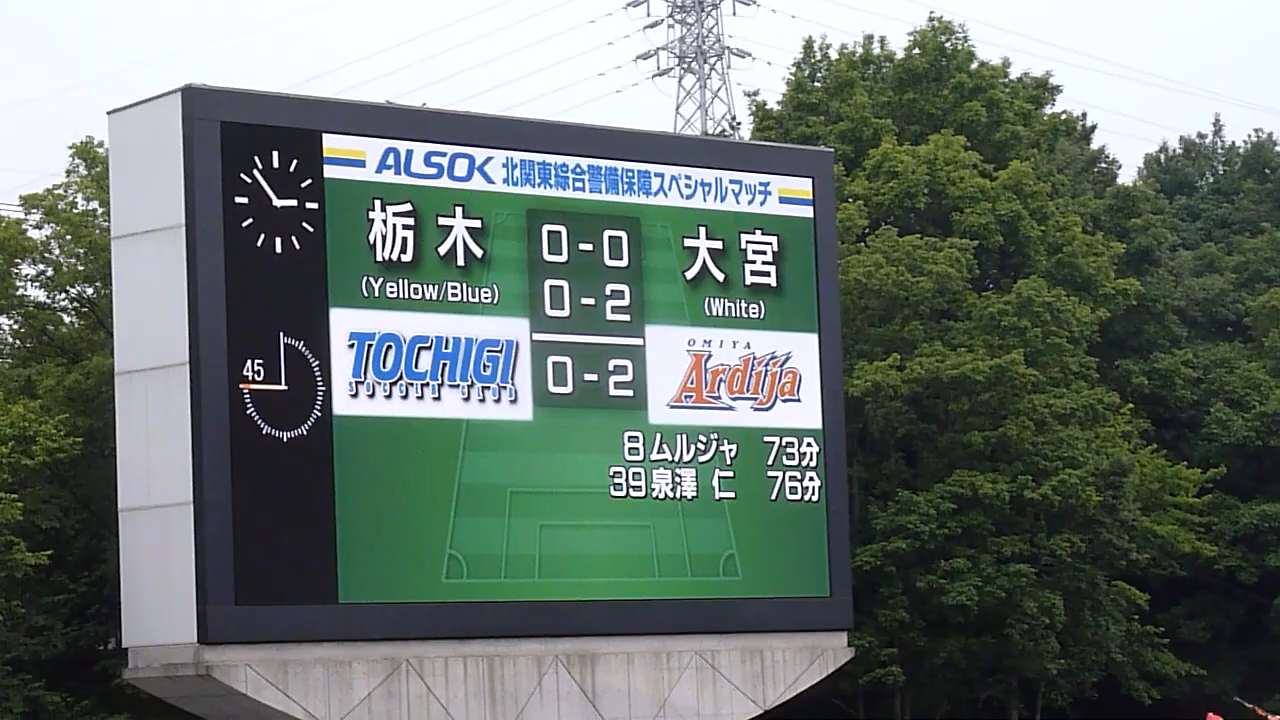 ALSOK 北関東綜合警備保障スペシャルマッチ
栃木 0-0 大宮
(Yellow/Blue) 0-2 (White)
TOCHIGI SOCCER CLUB 0-2 OMIYA Ardija
45
8 ムルジャ 73分
39 泉澤 仁 76分